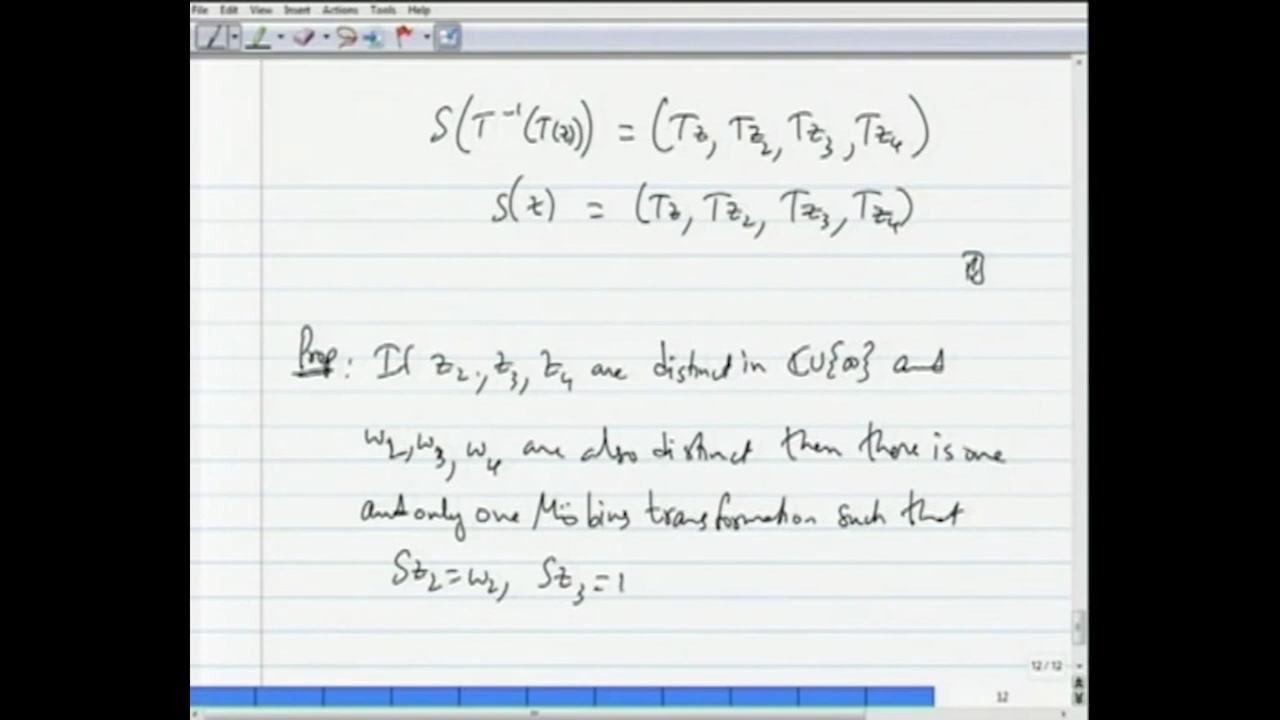 File Edit View Insert Actions Tools Help
S(T⁻¹(T(z))) = (Tz, Tz₂, Tz₃, Tz₄)
S(z) = (Tz, Tz₂, Tz₃, Tz₄)
Prop: If z₂, z₃, z₄ are distinct in ℂ∪{∞} and
w₂, w₃, w₄ are also distinct then there is one
and only one Möbius transformation such that
Sz₂ = w₂, Sz₃ = 1
12 / 12
12